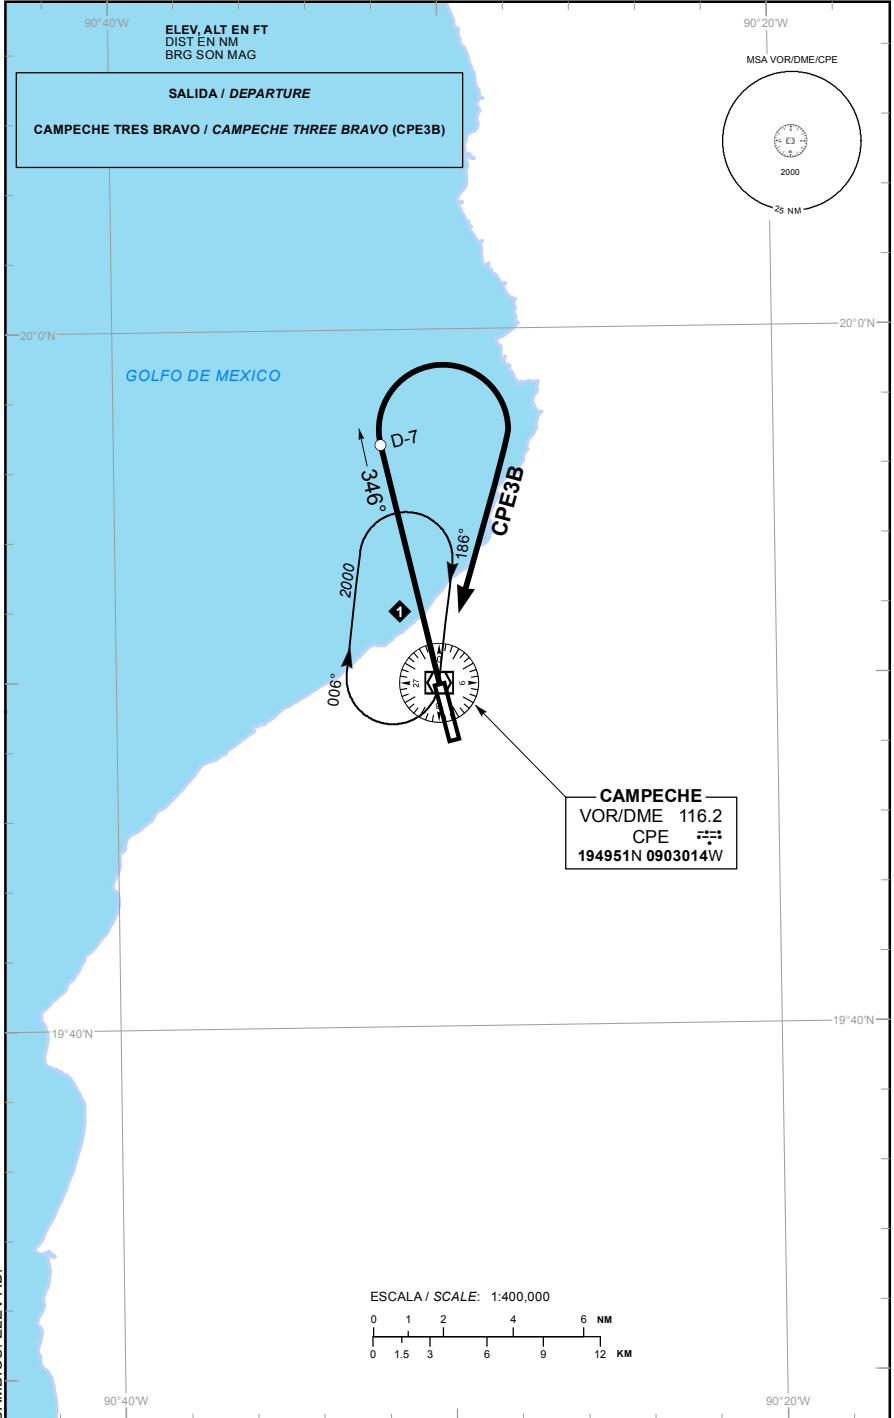 90°40'W
90°20'W
ELEV, ALT EN FT
DIST EN NM
BRG SON MAG
SALIDA / DEPARTURE
CAMPECHE TRES BRAVO / CAMPECHE THREE BRAVO (CPE3B)
MSA VOR/DME/CPE
2000
25 NM
20°0'N
20°0'N
GOLFO DE MEXICO
D-7
346°
CPE3B
186°
2000
1
006°
27
9
CAMPECHE
VOR/DME 116.2
CPE
194951N 0903014W
19°40'N
19°40'N
ESCALA / SCALE: 1:400,000
0 1 2 4 6 NM
0 1.5 3 6 9 12 KM
90°40'W
90°20'W